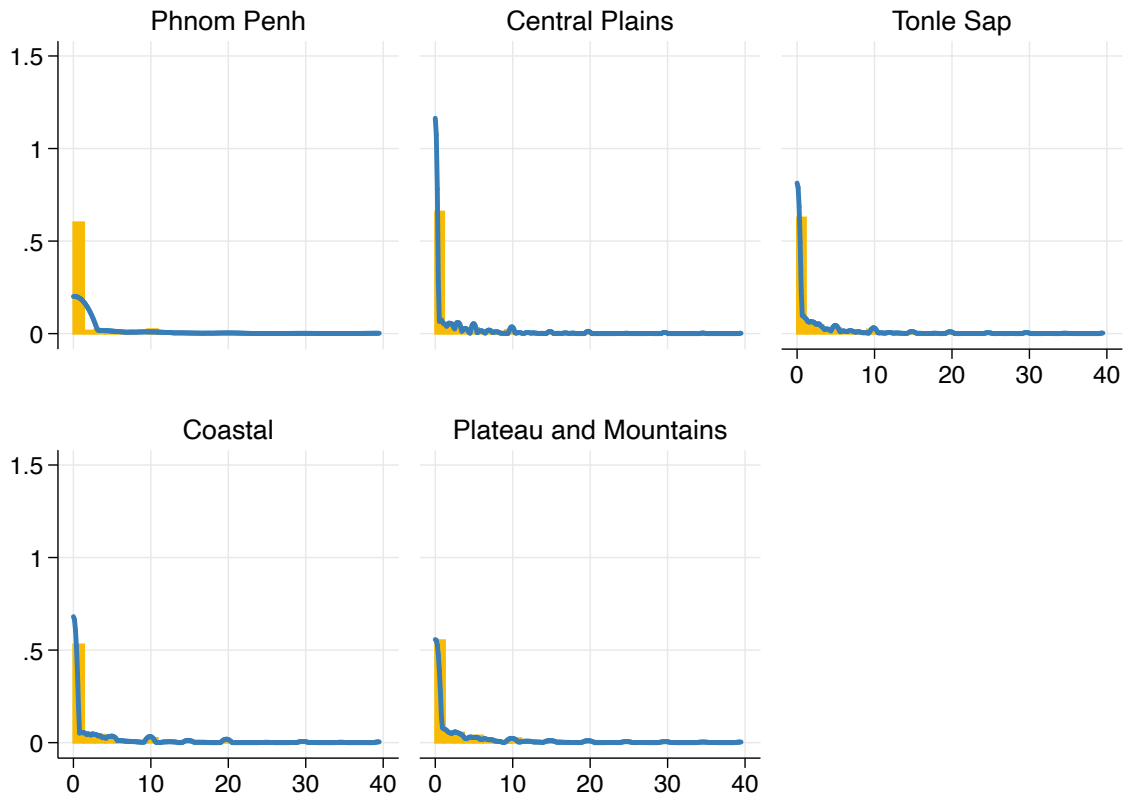 Phnom Penh
Central Plains
Tonle Sap
1.5
1
.5
0
0 10 20 30 40
Coastal
Plateau and Mountains
1.5
1
.5
0
0 10 20 30 40
0 10 20 30 40